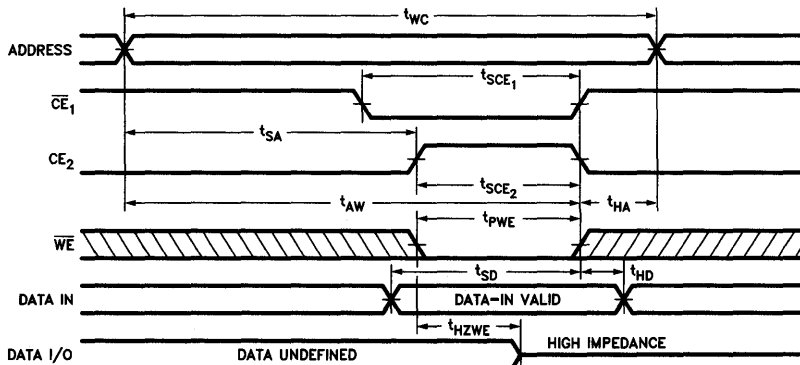 tWC
ADDRESS
tSCE1
CE1
tSA
CE2
tSCE2
tAW
tHA
tPWE
WE
tSD
tHD
DATA IN
DATA-IN VALID
tHZWE
HIGH IMPEDANCE
DATA I/O
DATA UNDEFINED